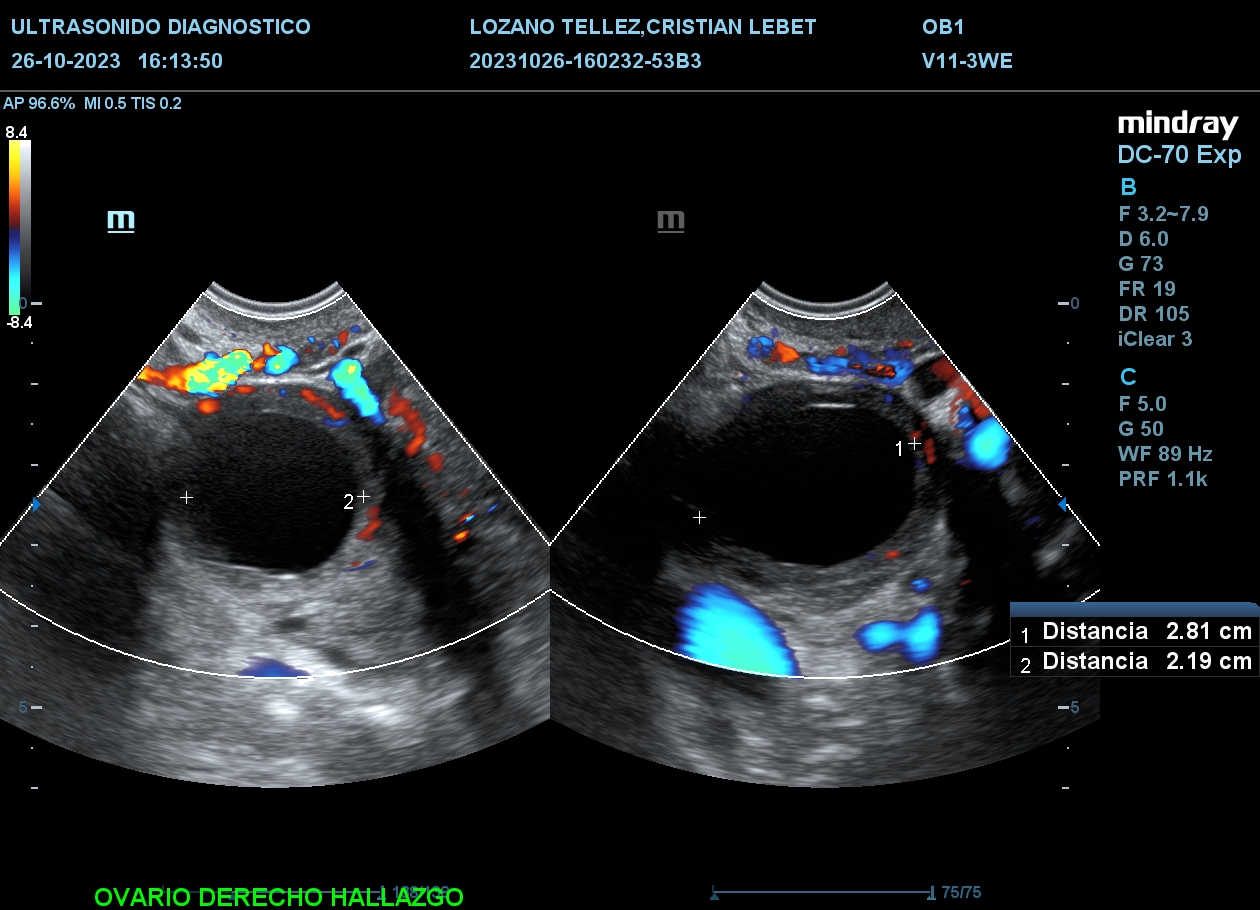 ULTRASONIDO DIAGNOSTICO LOZANO TELLEZ,CRISTIAN LEBET OB1
26-10-2023 16:13:50 20231026-160232-53B3 V11-3WE
AP 96.6% MI 0.5 TIS 0.2
8.4
-8.4
m
m
mindray
DC-70 Exp
B
F 3.2~7.9
D 6.0
G 73
FR 19
DR 105
iClear 3
C
F 5.0
G 50
WF 89 Hz
PRF 1.1k
0
0
1
2
1 Distancia 2.81 cm
2 Distancia 2.19 cm
5
5
OVARIO DERECHO HALLAZGO
75/75